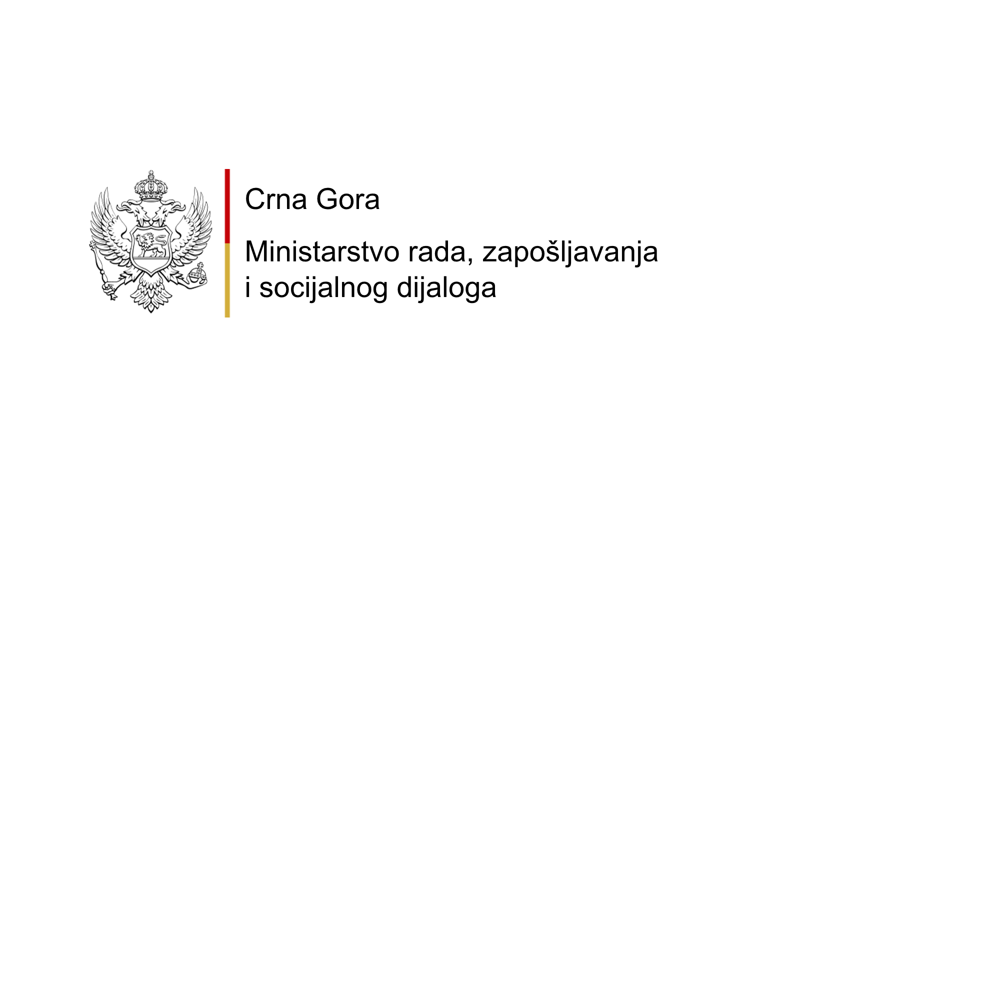 Crna Gora
Ministarstvo rada, zapošljavanja
i socijalnog dijaloga